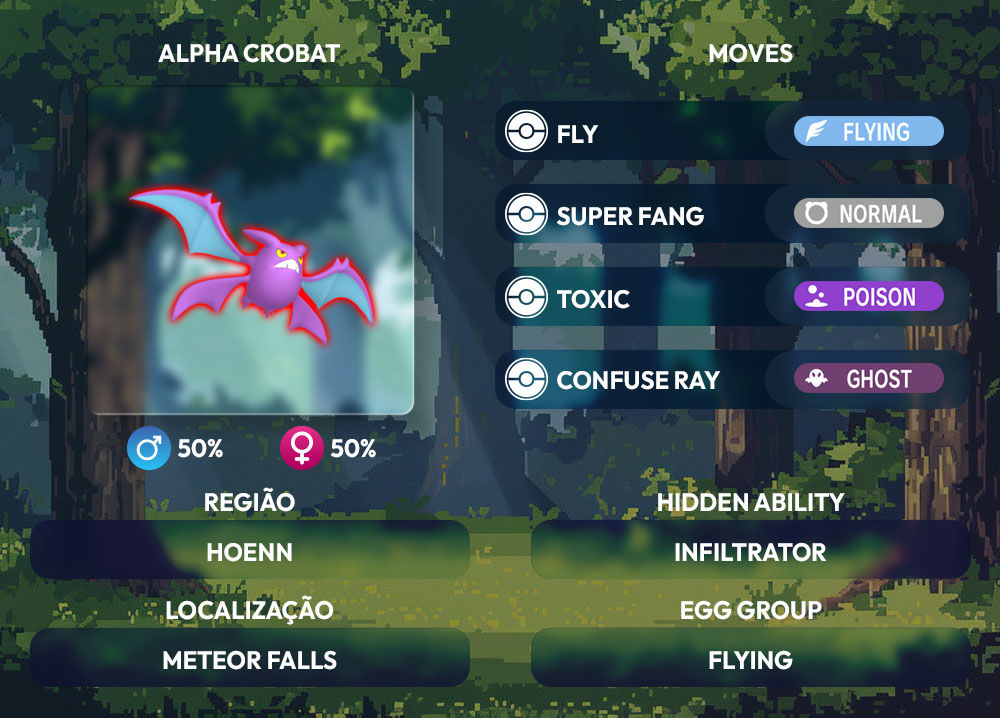 ALPHA CROBAT
50%
50%
MOVES
FLY
FLYING
SUPER FANG
NORMAL
TOXIC
POISON
CONFUSE RAY
GHOST
REGIÃO
HOENN
HIDDEN ABILITY
INFILTRATOR
LOCALIZAÇÃO
METEOR FALLS
EGG GROUP
FLYING